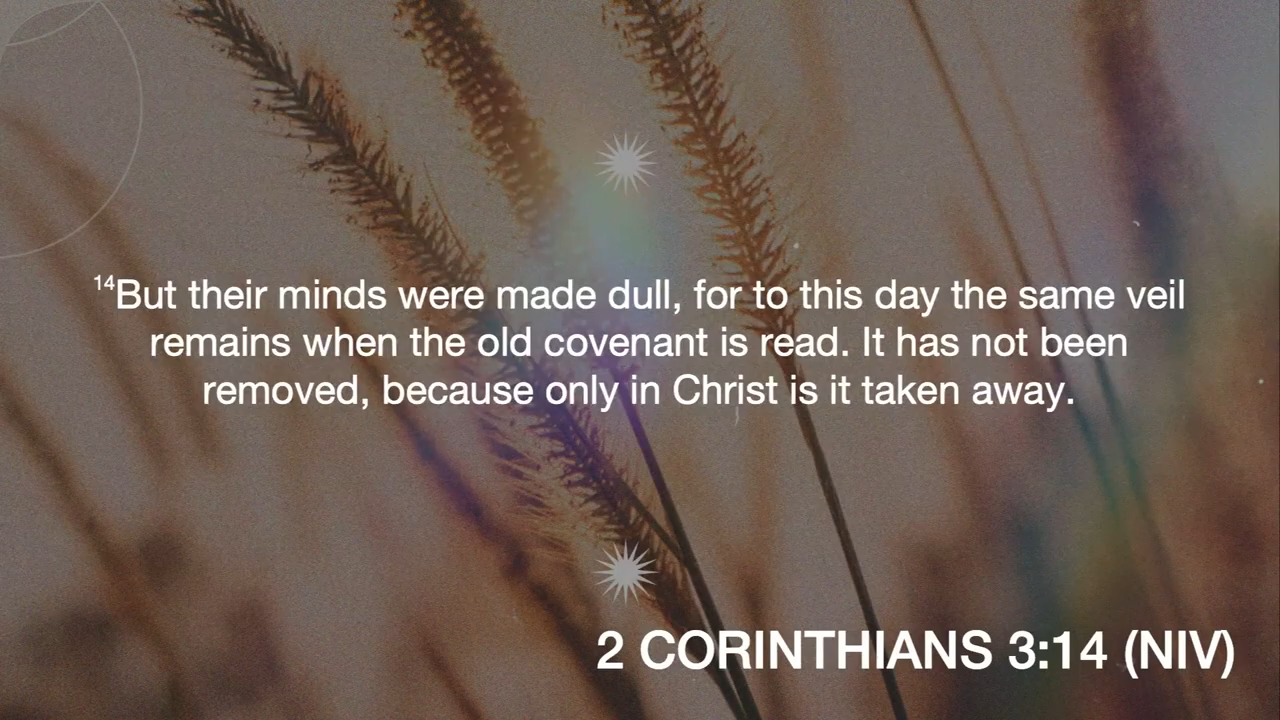 ¹⁴But their minds were made dull, for to this day the same veil
remains when the old covenant is read. It has not been
removed, because only in Christ is it taken away.
2 CORINTHIANS 3:14 (NIV)